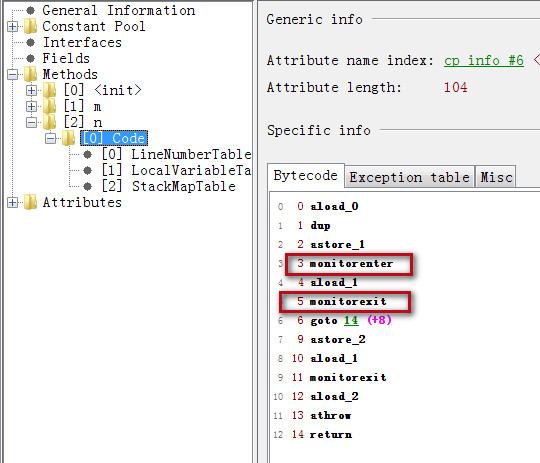 General Information
Constant Pool
Interfaces
Fields
Methods
[0] <init>
[1] m
[2] n
[0] Code
[0] LineNumberTable
[1] LocalVariableTa
[2] StackMapTable
Attributes
Generic info
Attribute name index: cp info #6 <
Attribute length: 104
Specific info
Bytecode Exception table Misc
0 0 aload_0
1 1 dup
2 2 astore_1
3 3 monitorenter
4 4 aload_1
5 5 monitorexit
6 6 goto 14 (+8)
7 9 astore_2
8 10 aload_1
9 11 monitorexit
10 12 aload_2
11 13 athrow
12 14 return